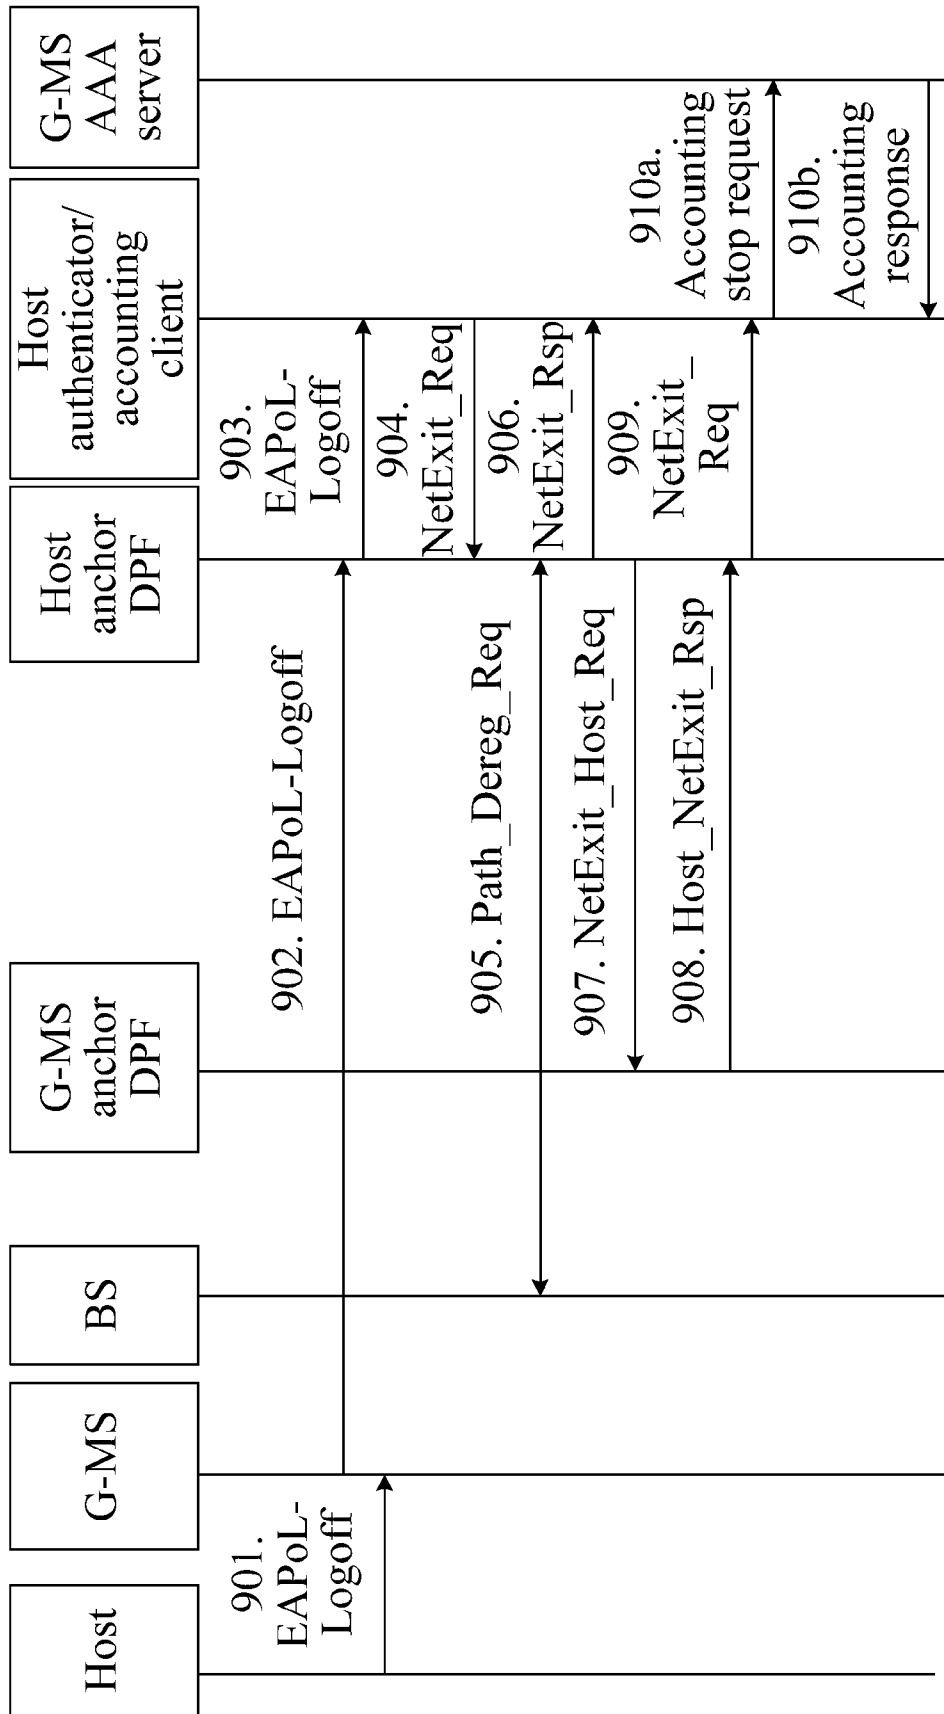 Host
G-MS
BS
G-MS
anchor
DPF
Host
anchor
DPF
Host
authenticator/
accounting
client
G-MS
AAA
server
901.
EAPoL-
Logoff
902. EAPoL-Logoff
903.
EAPoL-
Logoff
904.
NetExit_Req
905. Path_Dereg_Req
906.
NetExit_Rsp
907. NetExit_Host_Req
908. Host_NetExit_Rsp
909.
NetExit_
Req
910a.
Accounting
stop request
910b.
Accounting
response